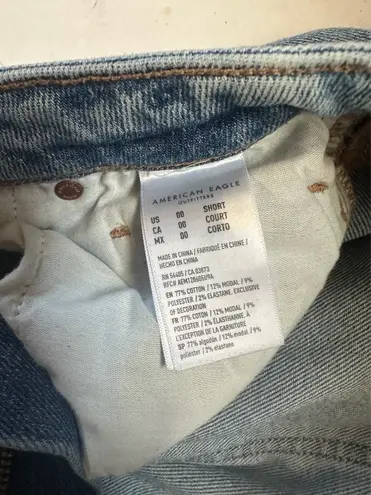 AMERICAN EAGLE
OUTFITTERS
US 00 SHORT
CA 00 COURT
MX 00 CORTO
MADE IN CHINA / FABRIQUÉ EN CHINE /
HECHO EN CHINA
RN 54485 / CA 03873
EN 77% COTTON / 12% MODAL / 9%
POLYESTER / 2% ELASTANE. EXCLUSIVE
OF DECORATION
FR 77% COTON / 12% MODAL / 9%
POLYESTER / 2% ÉLASTHANNE. À
L'EXCEPTION DE LA GARNITURE
SP 77% algodón / 12% modal / 9%
poliester / 2% elastano